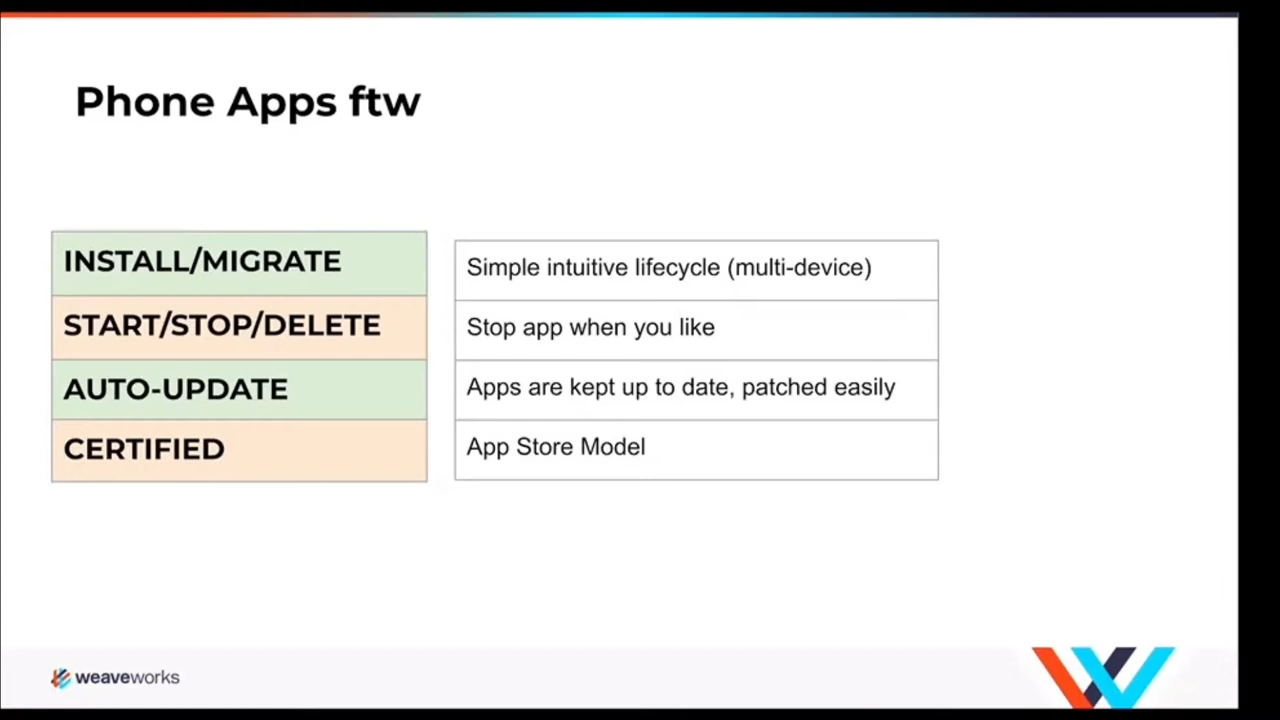 Phone Apps ftw
INSTALL/MIGRATE
Simple intuitive lifecycle (multi-device)
START/STOP/DELETE
Stop app when you like
AUTO-UPDATE
Apps are kept up to date, patched easily
CERTIFIED
App Store Model
weaveworks